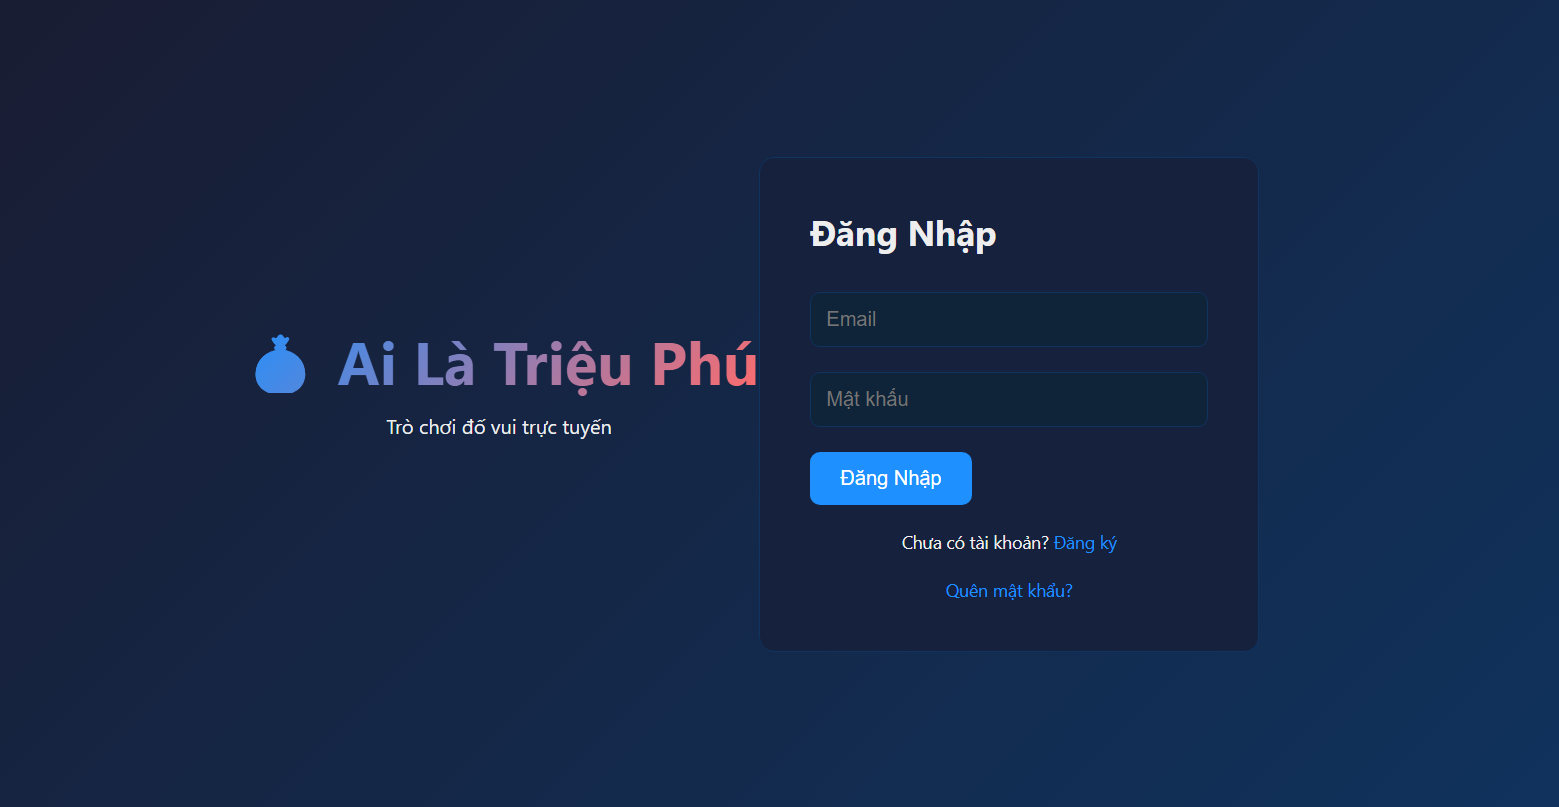 Ai Là Triệu Phú
Trò chơi đố vui trực tuyến
Đăng Nhập
Email
Mật khẩu
Đăng Nhập
Chưa có tài khoản? Đăng ký
Quên mật khẩu?